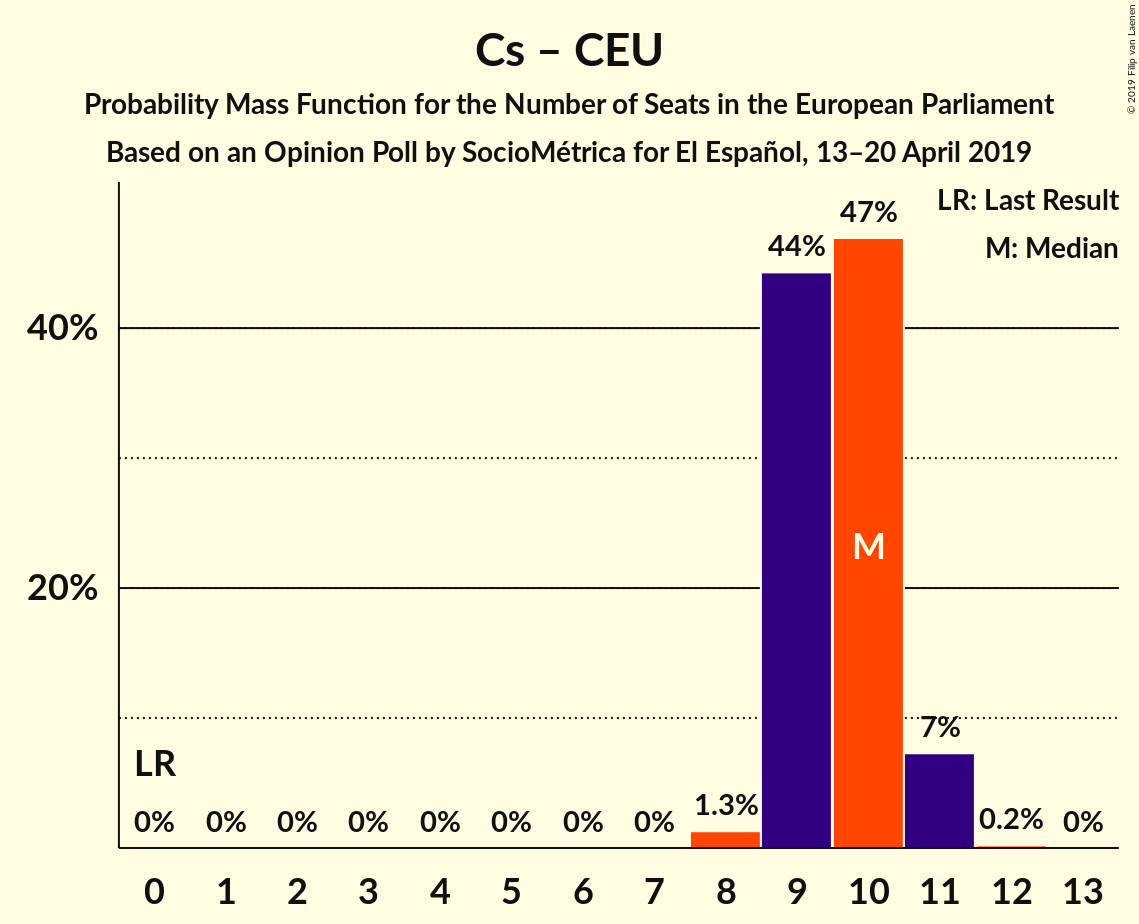 Cs – CEU
Probability Mass Function for the Number of Seats in the European Parliament
Based on an Opinion Poll by SocioMétrica for El Español, 13–20 April 2019
© 2019 Filip van Laenen
LR: Last Result
M: Median
47%
44%
40%
M
20%
7%
LR
1.3%
0% 0% 0% 0% 0% 0% 0% 0% 0.2% 0%
0 1 2 3 4 5 6 7 8 9 10 11 12 13